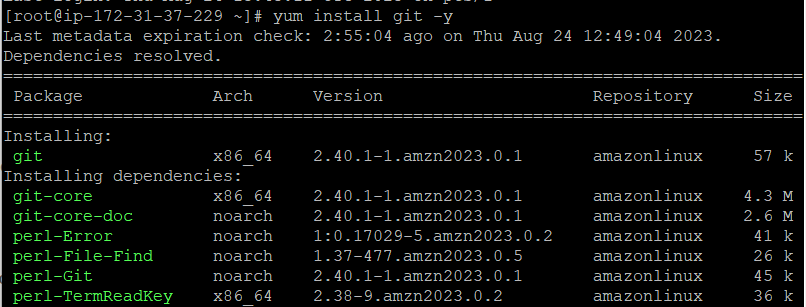 [root@ip-172-31-37-229 ~]# yum install git -y
Last metadata expiration check: 2:55:04 ago on Thu Aug 24 12:49:04 2023.
Dependencies resolved.
================================================================================
Package Arch Version Repository Size
================================================================================
Installing:
git x86_64 2.40.1-1.amzn2023.0.1 amazonlinux 57 k
Installing dependencies:
git-core x86_64 2.40.1-1.amzn2023.0.1 amazonlinux 4.3 M
git-core-doc noarch 2.40.1-1.amzn2023.0.1 amazonlinux 2.6 M
perl-Error noarch 1:0.17029-5.amzn2023.0.2 amazonlinux 41 k
perl-File-Find noarch 1.37-477.amzn2023.0.5 amazonlinux 26 k
perl-Git noarch 2.40.1-1.amzn2023.0.1 amazonlinux 45 k
perl-TermReadKey x86_64 2.38-9.amzn2023.0.2 amazonlinux 36 k